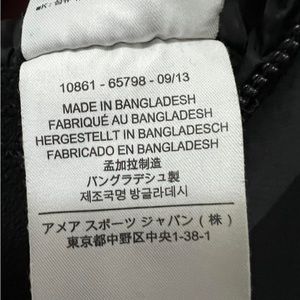 10861 - 65798 - 09/13
MADE IN BANGLADESH
FABRIQUÉ AU BANGLADESH
HERGESTELLT IN BANGLADESCH
FABRICADO EN BANGLADESH
孟加拉制造
バングラデシュ製
제조국명 방글라데시
アメア スポーツ ジャパン ( 株 )
東京都中野区中央1-38-1